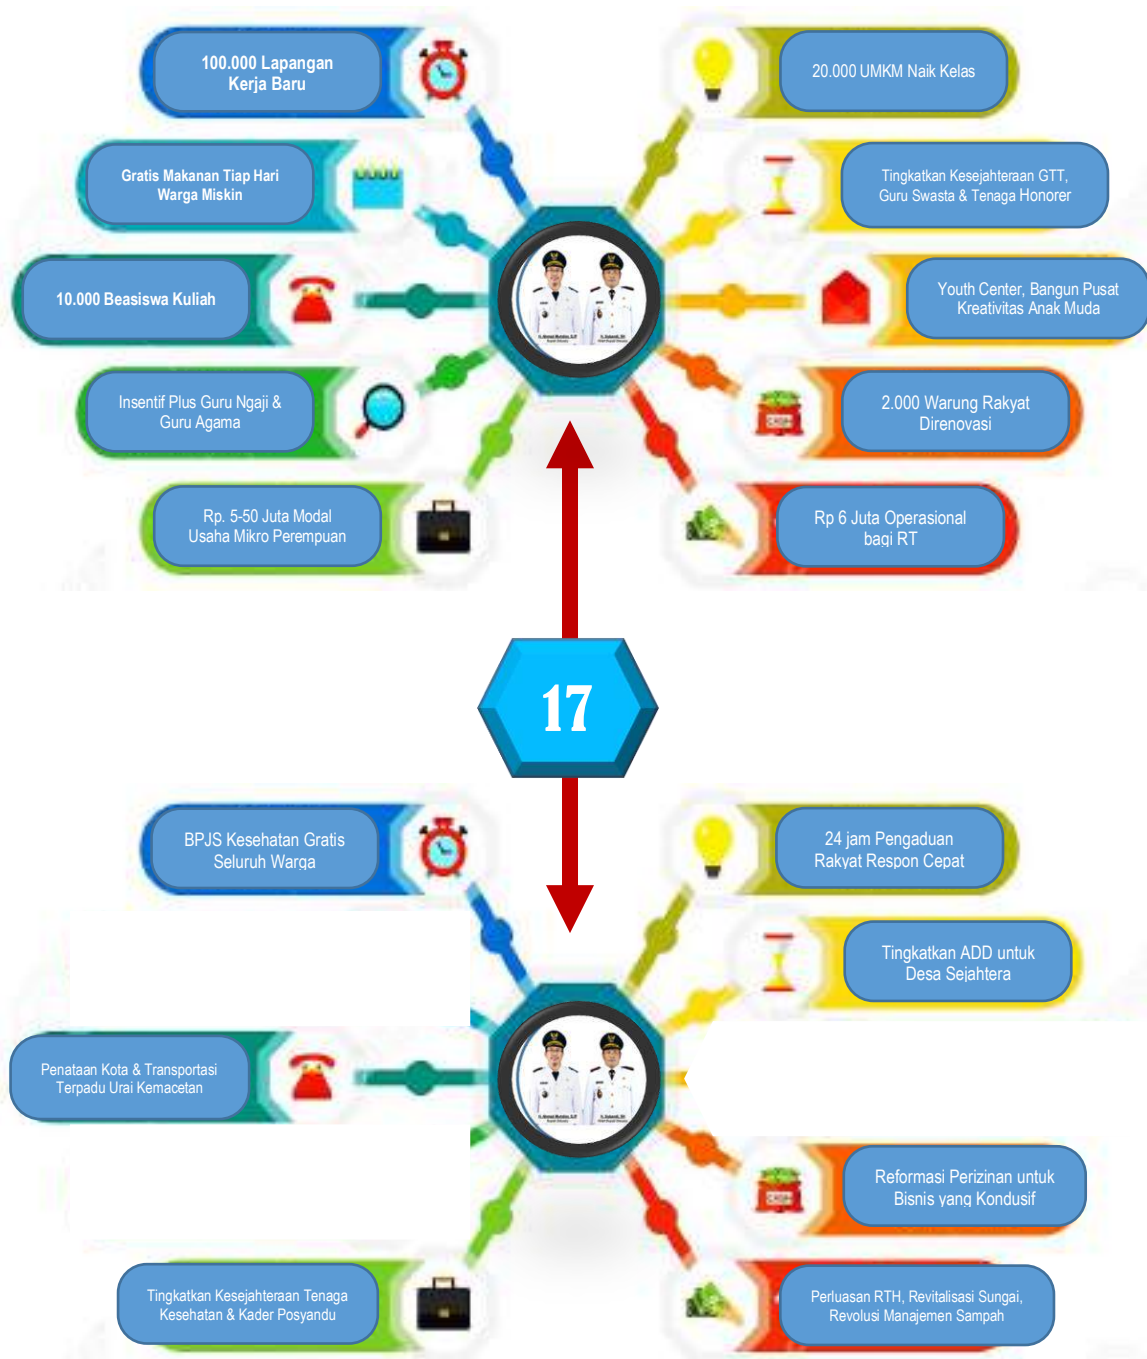 100.000 Lapangan
Kerja Baru
20.000 UMKM Naik Kelas
Gratis Makanan Tiap Hari
Warga Miskin
Tingkatkan Kesejahteraan GTT,
Guru Swasta & Tenaga Honorer
10.000 Beasiswa Kuliah
Youth Center, Bangun Pusat
Kreativitas Anak Muda
Insentif Plus Guru Ngaji &
Guru Agama
2.000 Warung Rakyat
Direnovasi
Rp. 5-50 Juta Modal
Usaha Mikro Perempuan
Rp 6 Juta Operasional
bagi RT
17
BPJS Kesehatan Gratis
Seluruh Warga
24 jam Pengaduan
Rakyat Respon Cepat
Tingkatkan ADD untuk
Desa Sejahtera
Penataan Kota & Transportasi
Terpadu Urai Kemacetan
Reformasi Perizinan untuk
Bisnis yang Kondusif
Tingkatkan Kesejahteraan Tenaga
Kesehatan & Kader Posyandu
Perluasan RTH, Revitalisasi Sungai,
Revolusi Manajemen Sampah